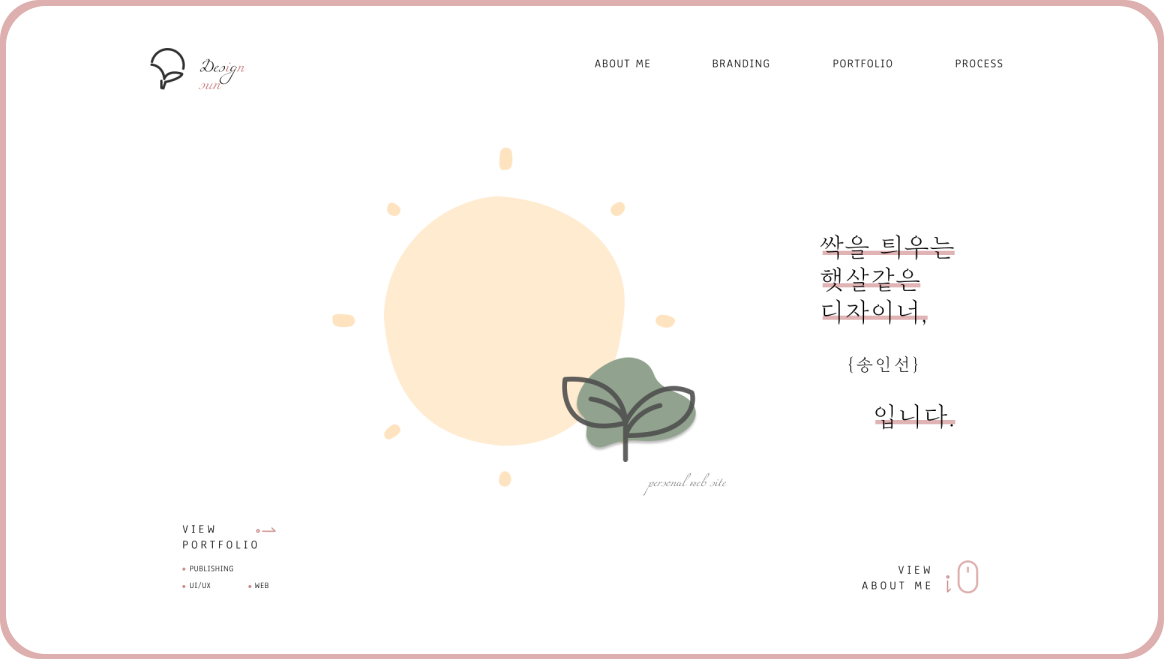 Design
sun
ABOUT ME
BRANDING
PORTFOLIO
PROCESS
싹을 틔우는
햇살같은
디자이너,
{송인선}
입니다.
personal web site
VIEW
PORTFOLIO
PUBLISHING
UI/UX
WEB
VIEW
ABOUT ME